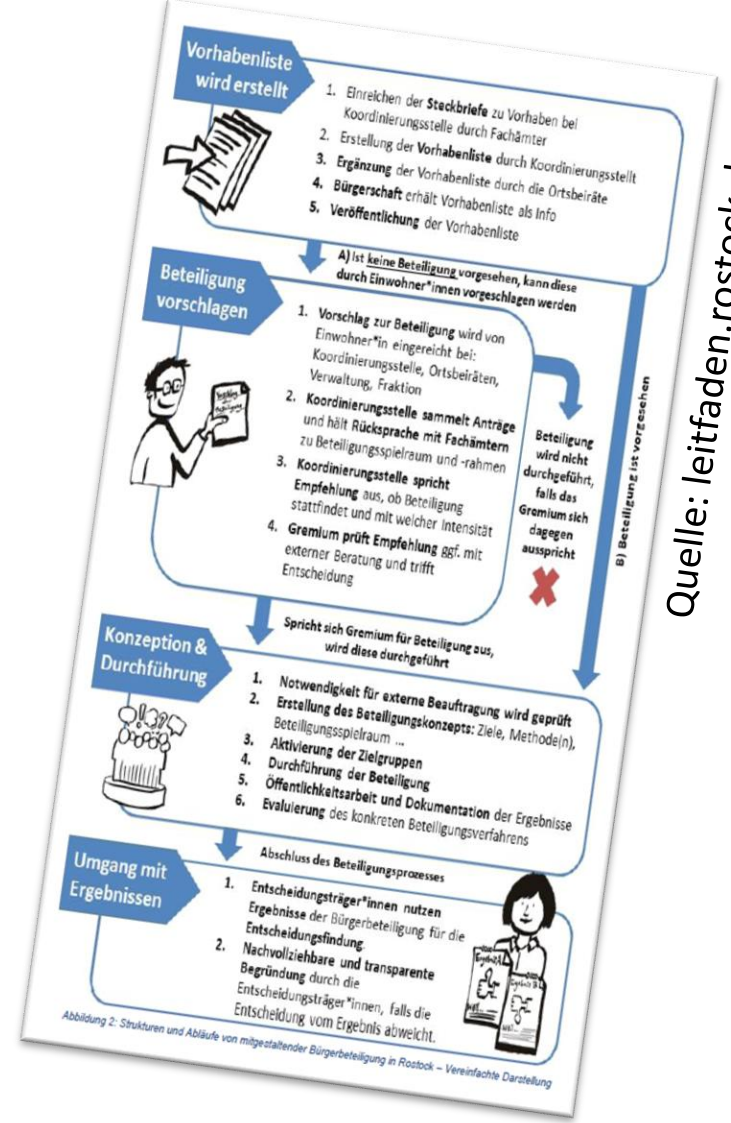 Vorhabenliste
wird erstellt
1. Einreichen der Steckbriefe zu Vorhaben bei
Koordinierungsstelle durch Fachämter
2. Erstellung der Vorhabenliste durch Koordinierungsstellt
3. Ergänzung der Vorhabenliste durch die Ortsbeiräte
4. Bürgerschaft erhält Vorhabenliste als Info
5. Veröffentlichung der Vorhabenliste
A) Ist keine Beteiligung vorgesehen, kann diese
durch Einwohner*innen vorgeschlagen werden
Beteiligung
vorschlagen
1. Vorschlag zur Beteiligung wird von
Einwohner*in eingereicht bei:
Koordinierungsstelle, Ortsbeiräten,
Verwaltung, Fraktion
2. Koordinierungsstelle sammelt Anträge
und hält Rücksprache mit Fachämtern
zu Beteiligungsspielraum und -rahmen
3. Koordinierungsstelle spricht
Empfehlung aus, ob Beteiligung
stattfindet und mit welcher Intensität
4. Gremium prüft Empfehlung ggf. mit
externer Beratung und trifft
Entscheidung
Beteiligung
wird nicht
durchgeführt,
falls das
Gremium sich
dagegen
ausspricht
B) Beteiligung ist vorgesehen
Spricht sich Gremium für Beteiligung aus,
wird diese durchgeführt
Konzeption &
Durchführung
1. Notwendigkeit für externe Beauftragung wird geprüft
2. Erstellung des Beteiligungskonzepts: Ziele, Methode(n),
Beteiligungsspielraum ...
3. Aktivierung der Zielgruppen
4. Durchführung der Beteiligung
5. Öffentlichkeitsarbeit und Dokumentation der Ergebnisse
6. Evaluierung des konkreten Beteiligungsverfahrens
Abschluss des Beteiligungsprozesses
Umgang mit
Ergebnissen
1. Entscheidungsträger*innen nutzen
Ergebnisse der Bürgerbeteiligung für die
Entscheidungsfindung.
2. Nachvollziehbare und transparente
Begründung durch die
Entscheidungsträger*innen, falls die
Entscheidung vom Ergebnis abweicht.
Abbildung 2: Strukturen und Abläufe von mitgestaltender Bürgerbeteiligung in Rostock – Vereinfachte Darstellung
Quelle: leitfaden.rostock